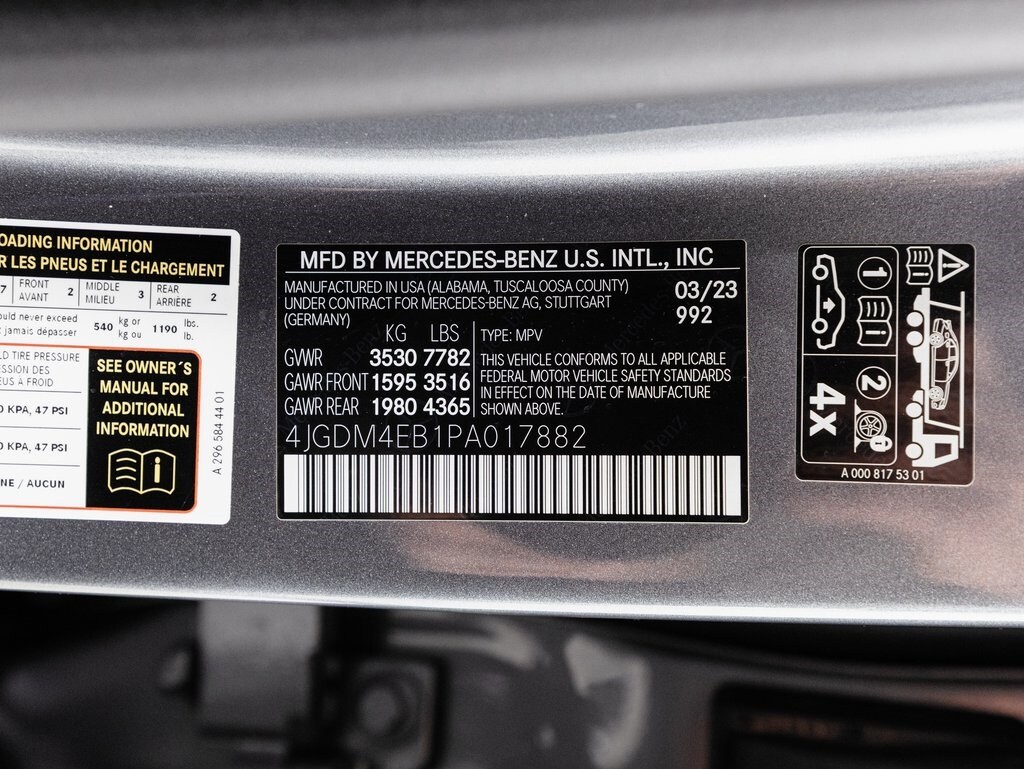 OADING INFORMATION
R LES PNEUS ET LE CHARGEMENT
7 FRONT AVANT 2 MIDDLE MILIEU 3 REAR ARRIÈRE 2
ould never exceed
jamais dépasser
540 kg or kg ou 1190 lbs. lb.
LD TIRE PRESSURE
ESSION DES
EUS À FROID
0 KPA, 47 PSI
0 KPA, 47 PSI
NE / AUCUN
SEE OWNER´S
MANUAL FOR
ADDITIONAL
INFORMATION
i
A 296 584 44 01
MFD BY MERCEDES-BENZ U.S. INTL., INC
MANUFACTURED IN USA (ALABAMA, TUSCALOOSA COUNTY)
UNDER CONTRACT FOR MERCEDES-BENZ AG, STUTTGART
(GERMANY)
03/23
992
KG LBS
GVWR 3530 7782
GAWR FRONT 1595 3516
GAWR REAR 1980 4365
TYPE: MPV
THIS VEHICLE CONFORMS TO ALL APPLICABLE
FEDERAL MOTOR VEHICLE SAFETY STANDARDS
IN EFFECT ON THE DATE OF MANUFACTURE
SHOWN ABOVE.
4JGDM4EB1PA017882
1
i
2
4x
i
!
A 000 817 53 01